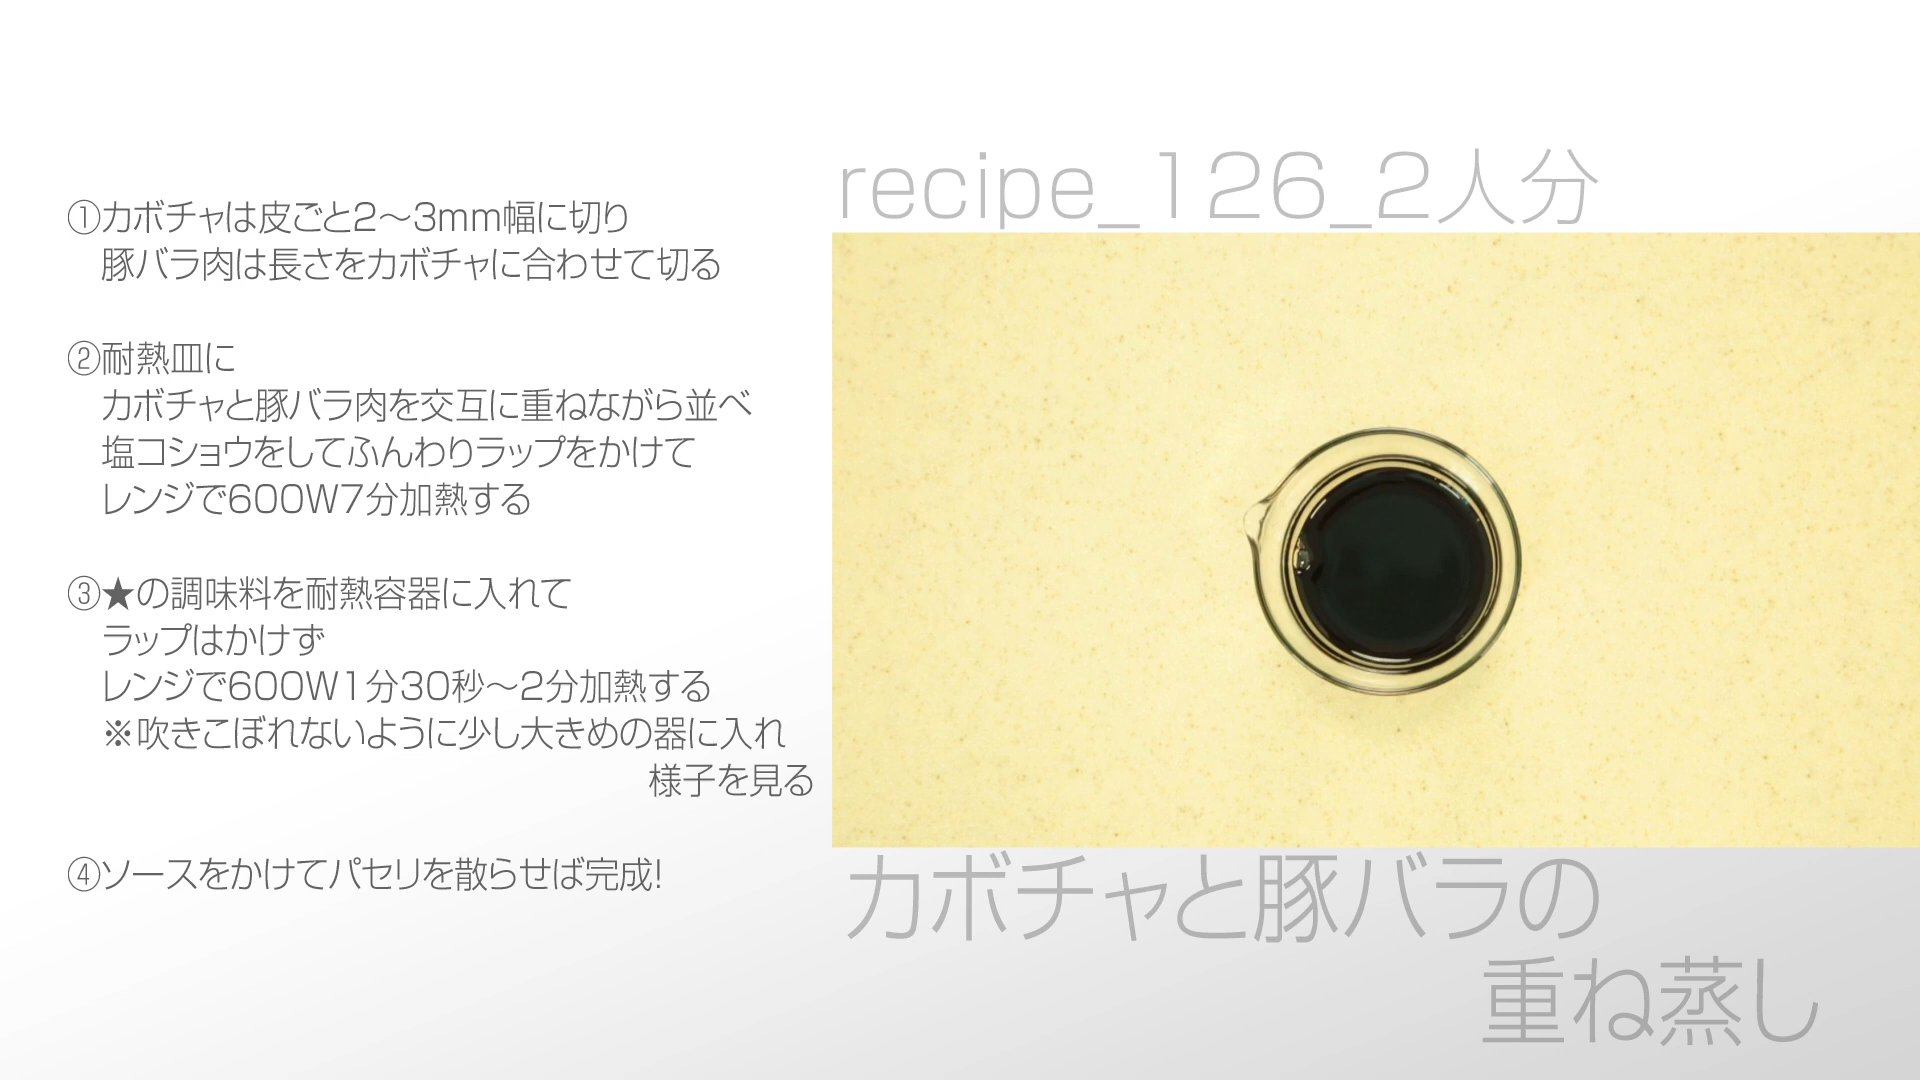 ①カボチャは皮ごと2～3mm幅に切り
豚バラ肉は長さをカボチャに合わせて切る
②耐熱皿に
カボチャと豚バラ肉を交互に重ねながら並べ
塩コショウをしてふんわりラップをかけて
レンジで600W7分加熱する
③★の調味料を耐熱容器に入れて
ラップはかけず
レンジで600W1分30秒～2分加熱する
※吹きこぼれないように少し大きめの器に入れ
様子を見る
④ソースをかけてパセリを散らせば完成!
recipe_126_2人分
カボチャと豚バラの
重ね蒸し